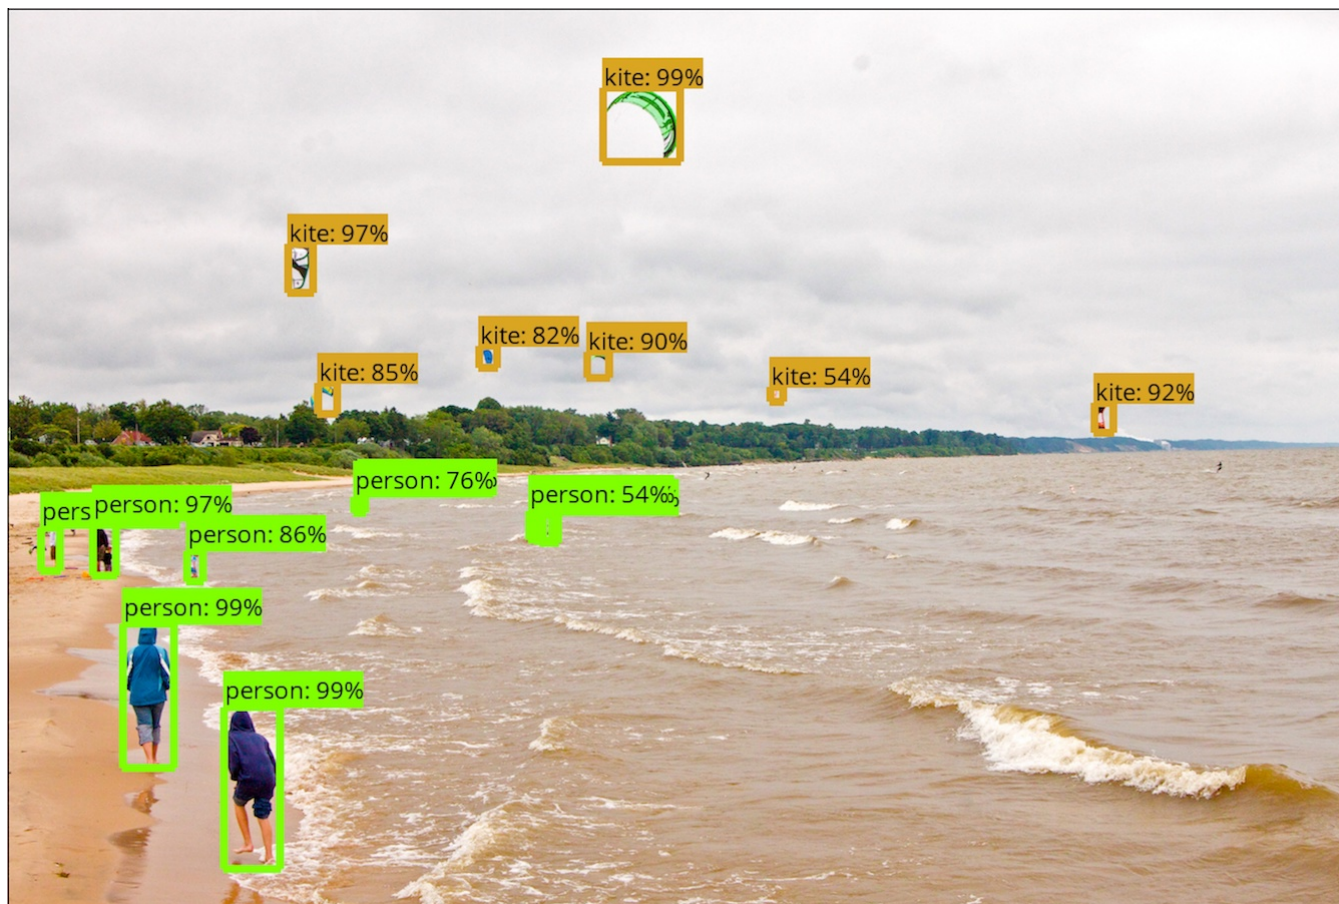 kite: 99%
kite: 97%
kite: 82%
kite: 90%
kite: 85%
kite: 54%
kite: 92%
person: 76%
person: 54%
pers
person: 97%
person: 86%
person: 99%
person: 99%